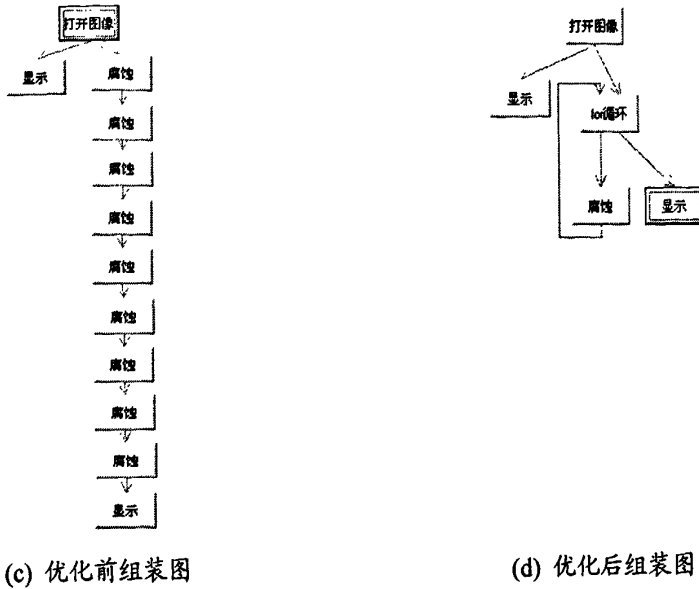 打开图像
显示
腐蚀
腐蚀
腐蚀
腐蚀
腐蚀
腐蚀
腐蚀
腐蚀
腐蚀
显示
(c) 优化前组装图
打开图像
显示
for循环
腐蚀
显示
(d) 优化后组装图